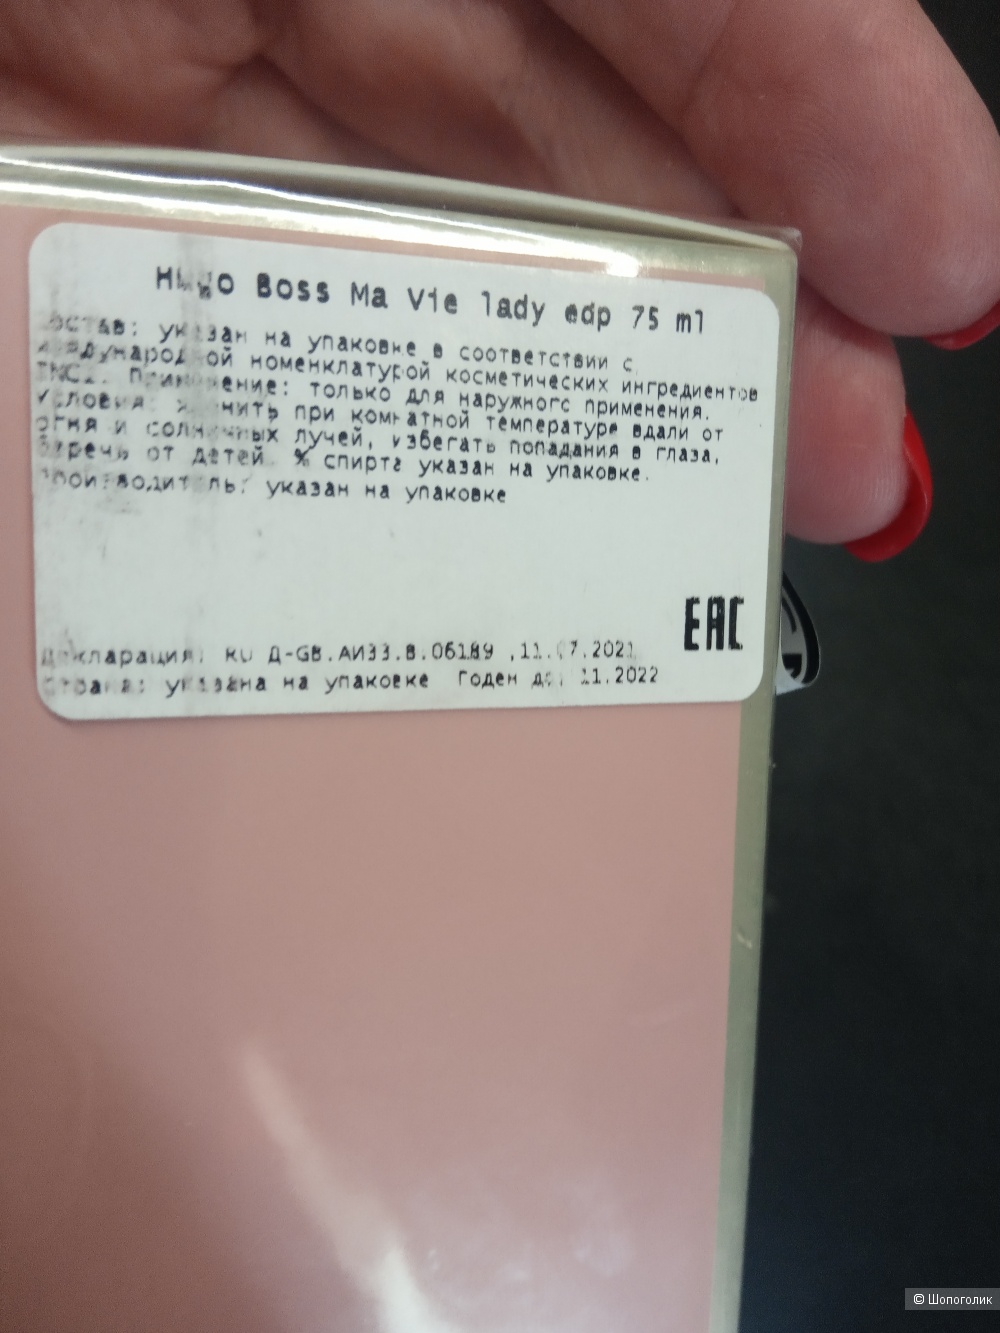 Hugo Boss Ma Vie lady edp 75 ml
Состав: указан на упаковке в соответствии с
международной номенклатурой косметических ингредиентов
INCI. Применение: только для наружного применения.
Условия: хранить при комнатной температуре вдали от
огня и солнечных лучей, избегать попадания в глаза,
беречь от детей. % спирта указан на упаковке.
Производитель: указан на упаковке
EAC
Декларация: RU Д-GB.АИ33.В.06189 ,11.07.2021
Страна: указана на упаковке Годен до: 11.2022
© Шопоголик